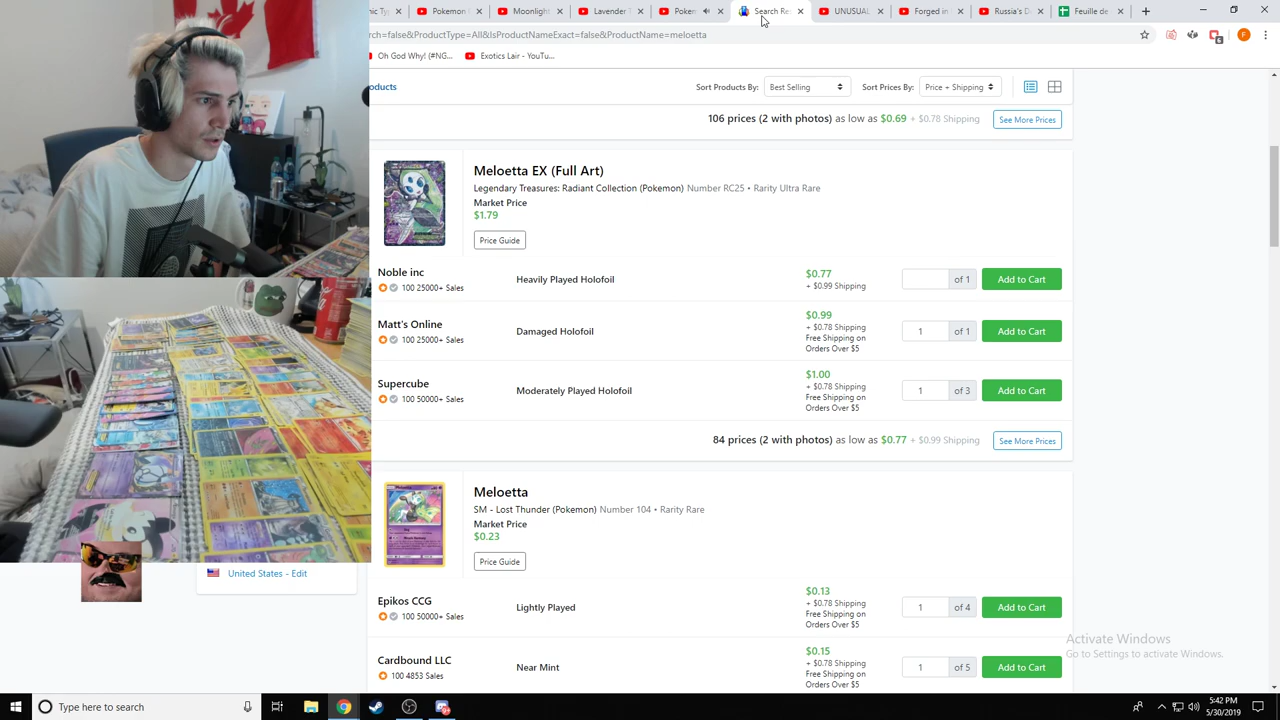 nic Typ
Pokemon
Moonlight
Lavender
Poken
Search Re
UNUSUAL
Forged in
Russia's D
Feuille de
rch=false&ProductType=All&IsProductNameExact=false&ProductName=meloetta
Oh God Why! (#NG...
Exotics Lair - YouTu...
oducts
Sort Products By:
Best Selling
Sort Prices By:
Price + Shipping
106 prices (2 with photos) as low as $0.69 + $0.78 Shipping
See More Prices
Meloetta EX (Full Art)
Legendary Treasures: Radiant Collection (Pokemon) Number RC25 • Rarity Ultra Rare
Market Price
$1.79
Price Guide
Noble inc
100 25000+ Sales
Heavily Played Holofoil
$0.77
+ $0.99 Shipping
of 1
Add to Cart
Matt's Online
100 25000+ Sales
Damaged Holofoil
$0.99
+ $0.78 Shipping
Free Shipping on
Orders Over $5
1
of 1
Add to Cart
Supercube
100 50000+ Sales
Moderately Played Holofoil
$1.00
+ $0.78 Shipping
Free Shipping on
Orders Over $5
1
of 3
Add to Cart
84 prices (2 with photos) as low as $0.77 + $0.99 Shipping
See More Prices
Meloetta
SM - Lost Thunder (Pokemon) Number 104 • Rarity Rare
Market Price
$0.23
Price Guide
United States - Edit
Epikos CCG
100 50000+ Sales
Lightly Played
$0.13
+ $0.78 Shipping
Free Shipping on
Orders Over $5
1
of 4
Add to Cart
Cardbound LLC
100 4853 Sales
Near Mint
$0.15
+ $0.78 Shipping
Free Shipping on
Orders Over $5
1
of 5
Add to Cart
Activate Windows
Go to Settings to activate Windows.
Type here to search
5:42 PM
5/30/2019